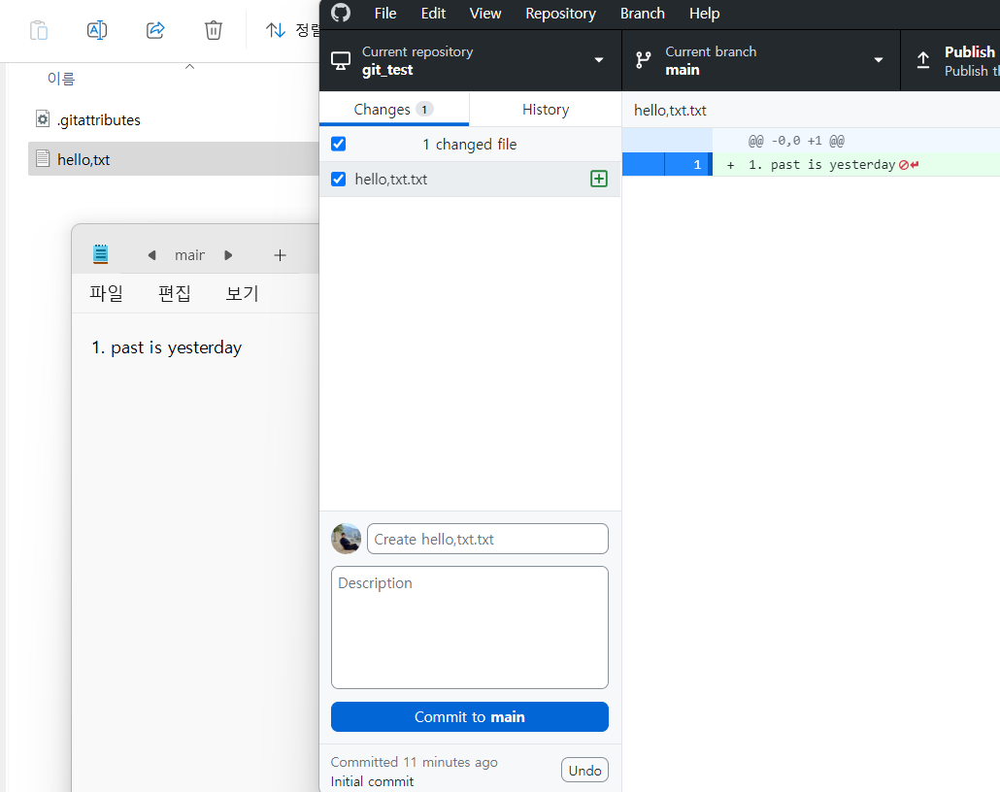 정렬
이름
.gitattributes
hello,txt
main
파일 편집 보기
1. past is yesterday
File Edit View Repository Branch Help
Current repository
git_test
Current branch
main
Publish
Publish
Changes 1
History
1 changed file
hello,txt.txt
Create hello,txt.txt
Description
Commit to main
Committed 11 minutes ago
Initial commit
Undo
hello,txt.txt
@@ -0,0 +1 @@
1 + 1. past is yesterday